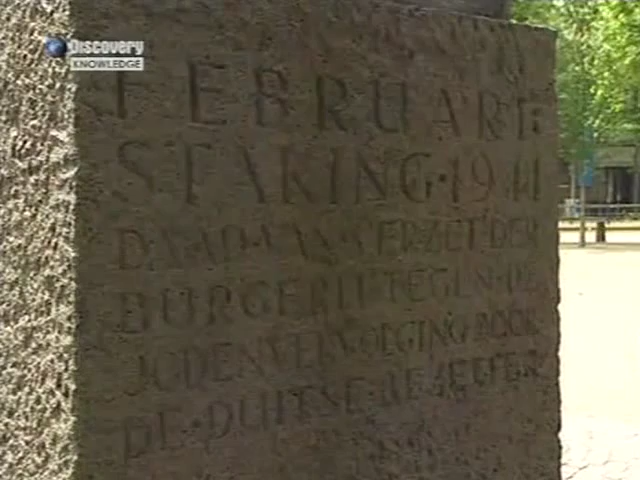 Discovery
KNOWLEDGE
FEBRUARI
STAKING·1941
DAAD·VAN·VERZET·DER
BURGERIJ·TEGEN·DE
JODENVERVOLGING·DOOR
DE·DUITSE·BEZETTER